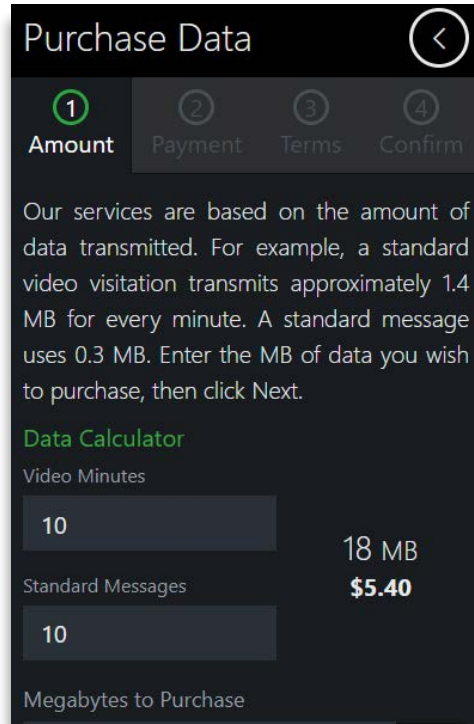 Purchase Data
1 2 3 4
Amount Payment Terms Confirm
Our services are based on the amount of
data transmitted. For example, a standard
video visitation transmits approximately 1.4
MB for every minute. A standard message
uses 0.3 MB. Enter the MB of data you wish
to purchase, then click Next.
Data Calculator
Video Minutes
10
18 MB
$5.40
Standard Messages
10
Megabytes to Purchase